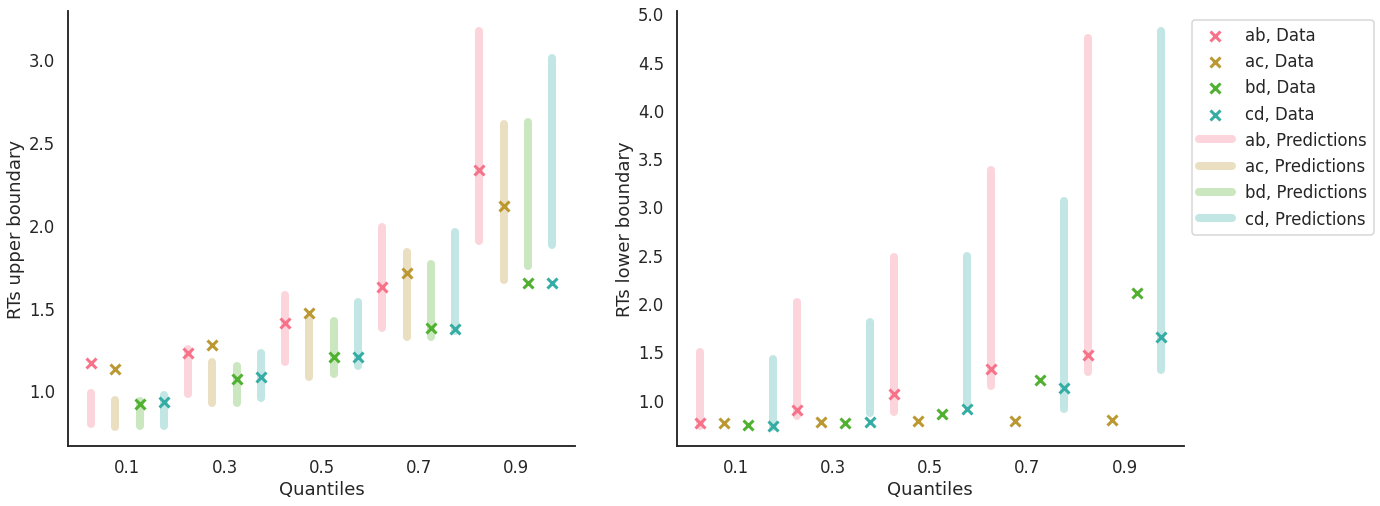 RTs upper boundary
3.0
2.5
2.0
1.5
1.0
0.1 0.3 0.5 0.7 0.9
Quantiles
RTs lower boundary
5.0
4.5
4.0
3.5
3.0
2.5
2.0
1.5
1.0
0.1 0.3 0.5 0.7 0.9
Quantiles
ab, Data
ac, Data
bd, Data
cd, Data
ab, Predictions
ac, Predictions
bd, Predictions
cd, Predictions